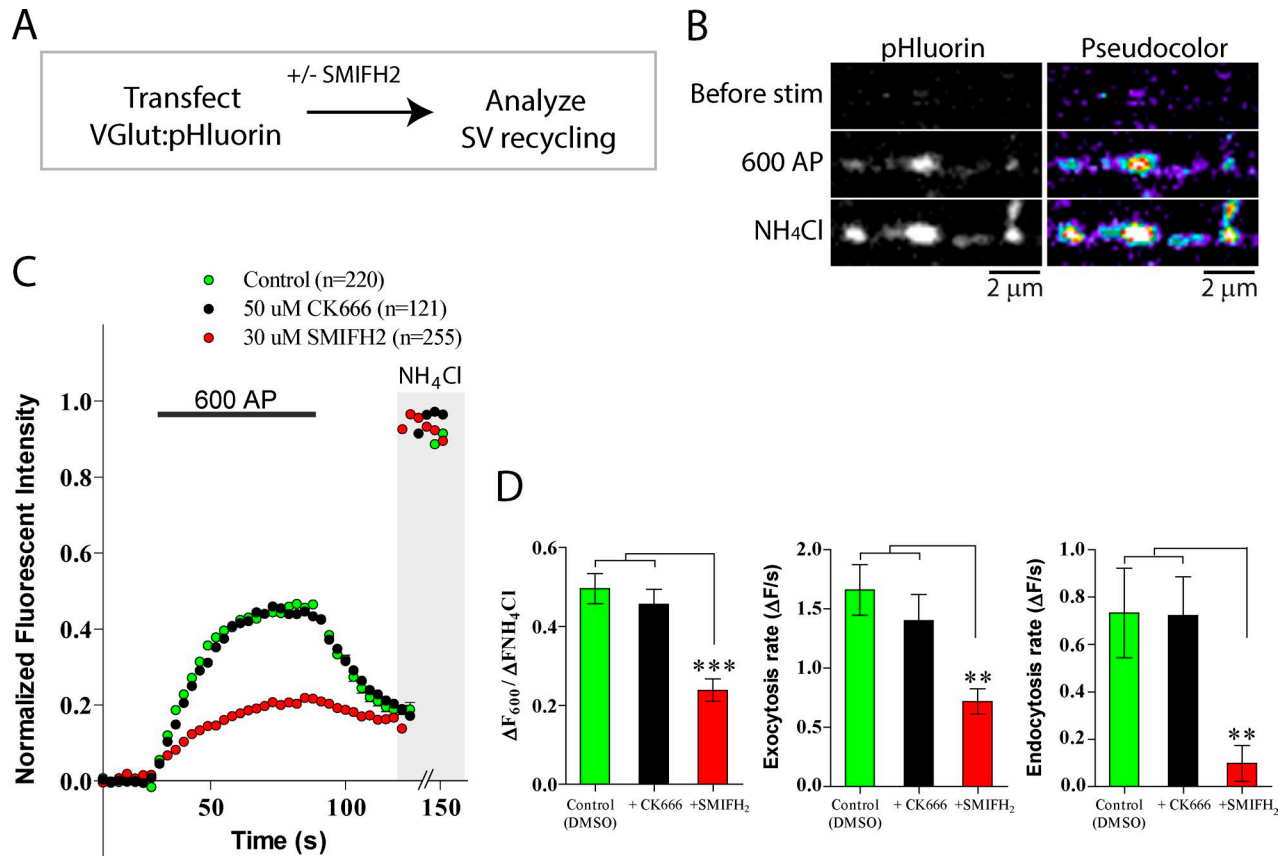 A
+/- SMIFH2
Transfect
VGlut:pHluorin
Analyze
SV recycling
B
pHluorin
Pseudocolor
Before stim
600 AP
NH₄Cl
2 μm
2 μm
C
Control (n=220)
50 uM CK666 (n=121)
30 uM SMIFH2 (n=255)
NH₄Cl
600 AP
Normalized Fluorescent Intensity
1.0
0.8
0.6
0.4
0.2
0.0
50
100
150
Time (s)
D
ΔF₆₀₀/ ΔFNH₄Cl
0.6
0.4
0.2
0.0
***
Control
(DMSO)
+ CK666
+SMIFH₂
Exocytosis rate (ΔF/s)
2.0
1.5
1.0
0.5
0.0
**
Control
(DMSO)
+ CK666
+SMIFH₂
Endocytosis rate (ΔF/s)
1.0
0.8
0.6
0.4
0.2
0.0
**
Control
(DMSO)
+ CK666
+SMIFH₂